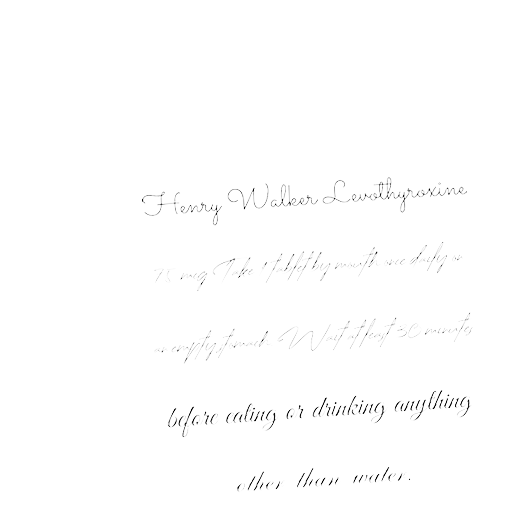 Henry Walker Levothyroxine
mcg Take 1 tablet by mouth once daily on
an empty stomach. Wait at least 30 minutes
before eating or drinking anything
other than water.